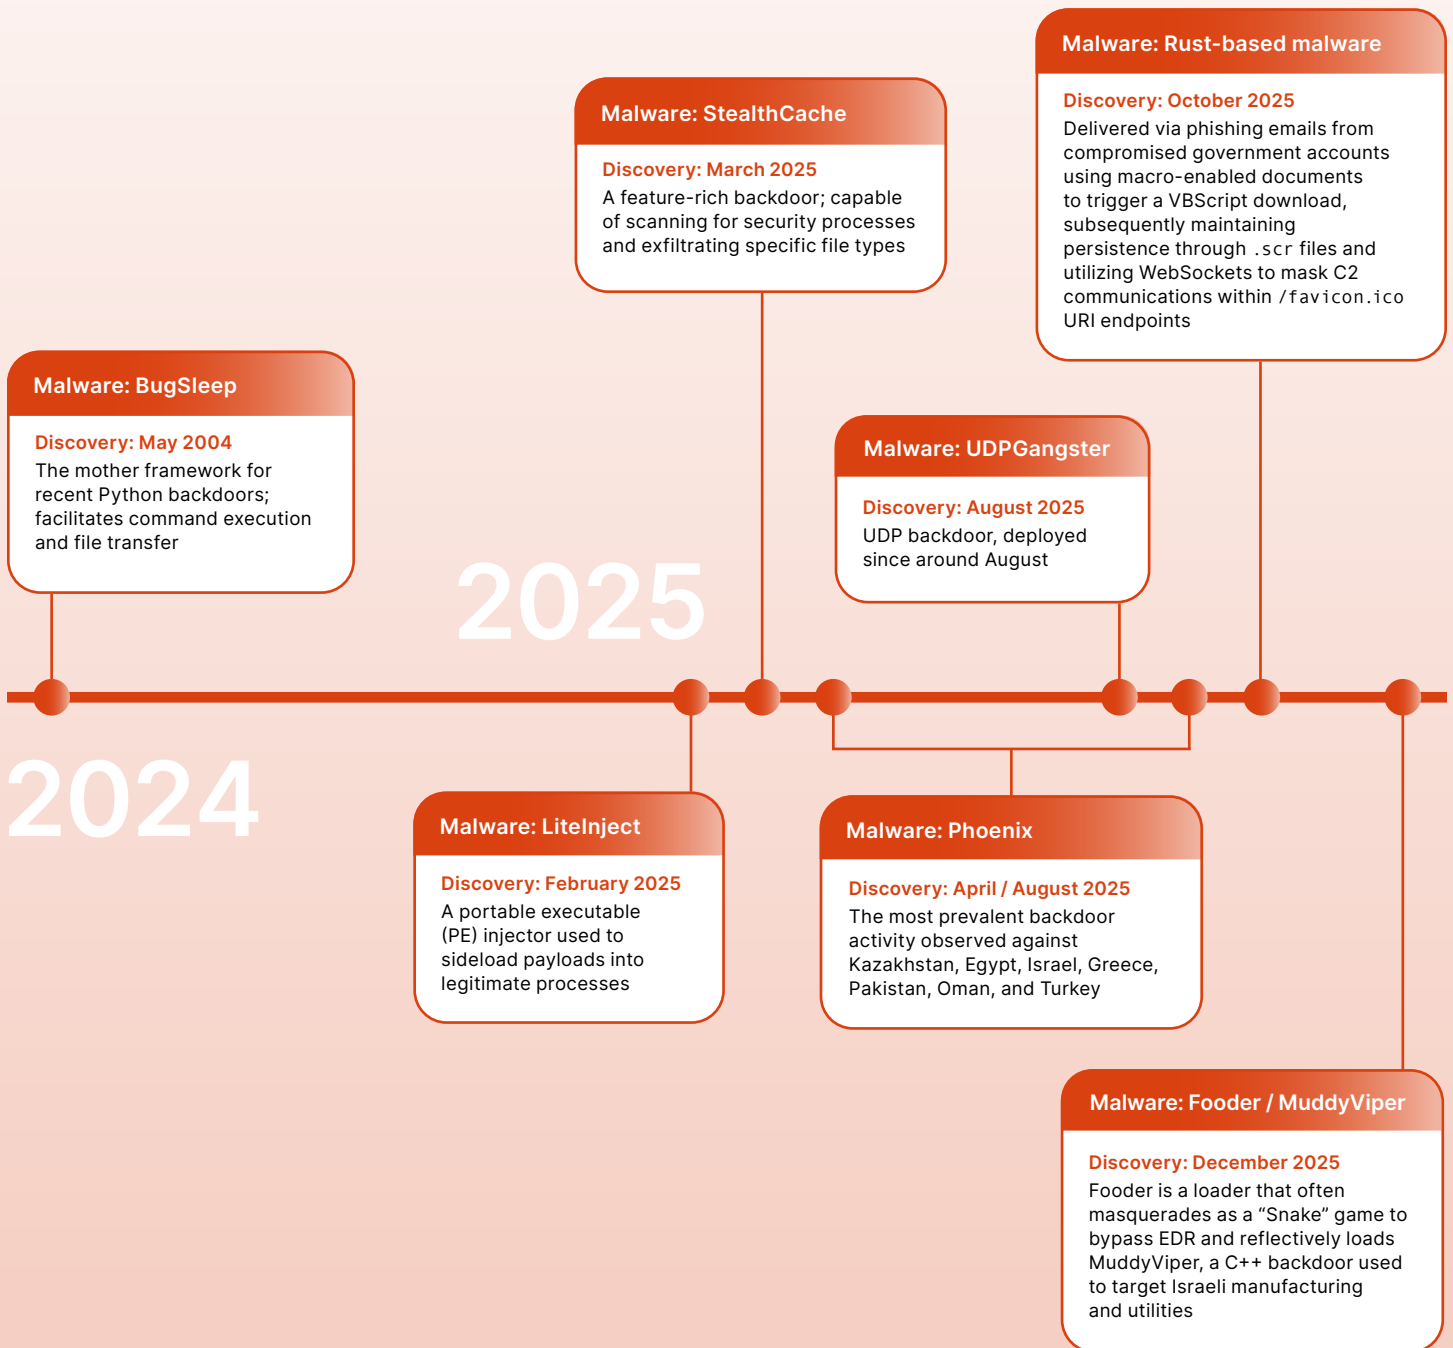 Malware: Rust-based malware
Discovery: October 2025
Delivered via phishing emails from
compromised government accounts
using macro-enabled documents
to trigger a VBScript download,
subsequently maintaining
persistence through .scr files and
utilizing WebSockets to mask C2
communications within /favicon.ico
URI endpoints
Malware: StealthCache
Discovery: March 2025
A feature-rich backdoor; capable
of scanning for security processes
and exfiltrating specific file types
Malware: BugSleep
Discovery: May 2004
The mother framework for
recent Python backdoors;
facilitates command execution
and file transfer
Malware: UDPGangster
Discovery: August 2025
UDP backdoor, deployed
since around August
2025
2024
Malware: LiteInject
Discovery: February 2025
A portable executable
(PE) injector used to
sideload payloads into
legitimate processes
Malware: Phoenix
Discovery: April / August 2025
The most prevalent backdoor
activity observed against
Kazakhstan, Egypt, Israel, Greece,
Pakistan, Oman, and Turkey
Malware: Fooder / MuddyViper
Discovery: December 2025
Fooder is a loader that often
masquerades as a “Snake” game to
bypass EDR and reflectively loads
MuddyViper, a C++ backdoor used
to target Israeli manufacturing
and utilities